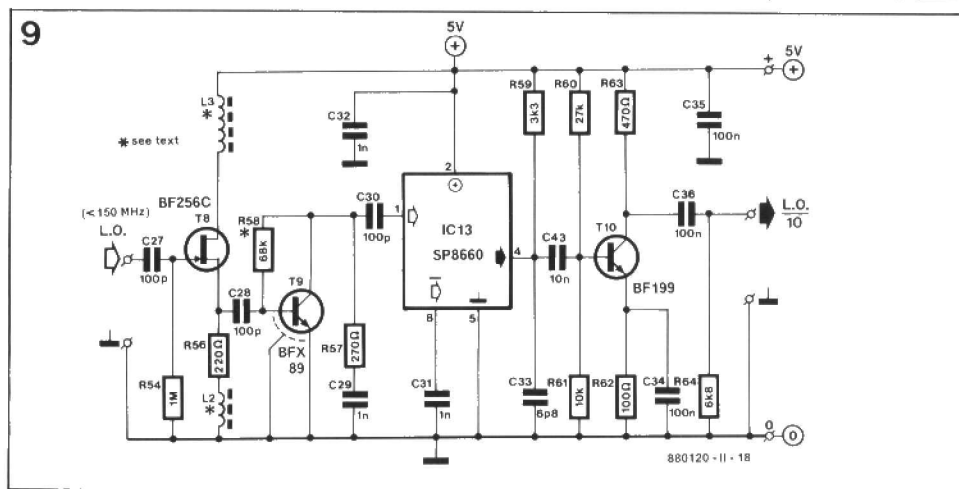 9
5V
+
+
5V
+
L3
*
* see text
C32
1n
R59
3k3
R60
27k
R63
470Ω
C35
100n
(<150 MHz)
L.O.
C27
100p
BF256C
T8
R58
*
68k
C30
100p
1
2
+
IC13
SP8660
4
8
5
C43
10n
T10
BF199
C36
100n
L.O.
10
C28
100p
T9
BFX
89
R56
220Ω
L2
*
R54
1M
R57
270Ω
C29
1n
C31
1n
C33
6p8
R61
10k
R62
100Ω
C34
100n
R64
6k8
0
0
880120 - II - 18